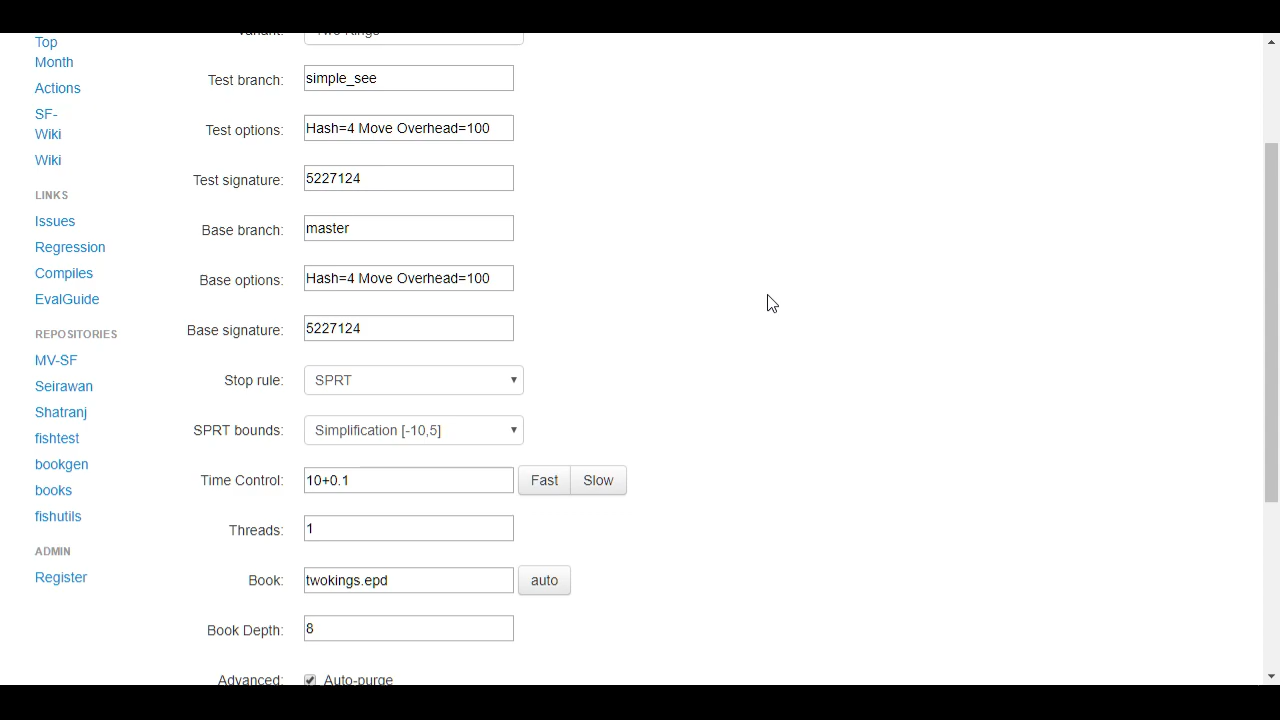 Top
Month
Actions
SF-
Wiki
Wiki
LINKS
Issues
Regression
Compiles
EvalGuide
REPOSITORIES
MV-SF
Seirawan
Shatranj
fishtest
bookgen
books
fishutils
ADMIN
Register
Variant: Two Kings
Test branch: simple_see
Test options: Hash=4 Move Overhead=100
Test signature: 5227124
Base branch: master
Base options: Hash=4 Move Overhead=100
Base signature: 5227124
Stop rule: SPRT
SPRT bounds: Simplification [-10,5]
Time Control: 10+0.1 Fast Slow
Threads: 1
Book: twokings.epd auto
Book Depth: 8
Advanced: Auto-purge